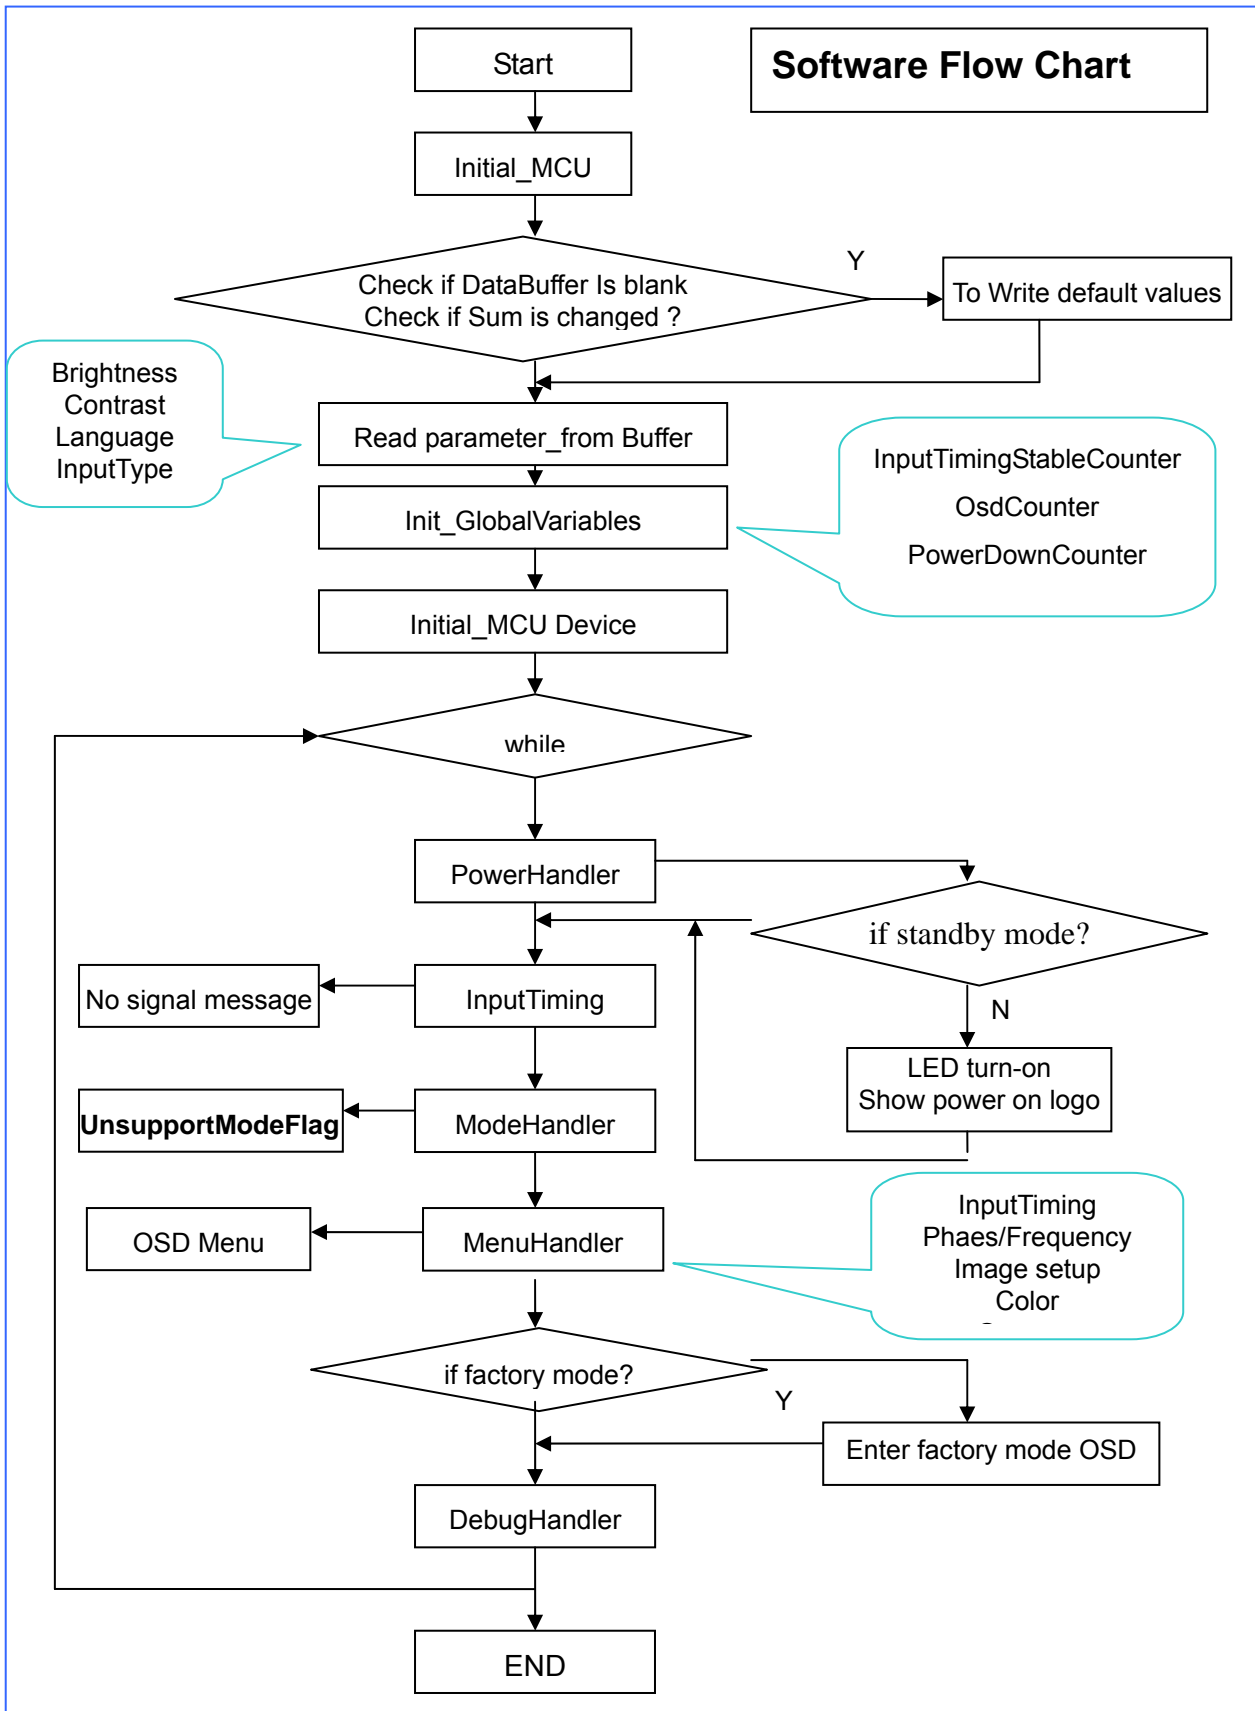 Start
Software Flow Chart
Initial_MCU
Y
Check if DataBuffer Is blank
Check if Sum is changed ?
To Write default values
Brightness
Contrast
Language
InputType
Read parameter_from Buffer
InputTimingStableCounter
OsdCounter
PowerDownCounter
Init_GlobalVariables
Initial_MCU Device
while
PowerHandler
if standby mode?
No signal message
InputTiming
N
LED turn-on
Show power on logo
UnsupportModeFlag
ModeHandler
InputTiming
Phaes/Frequency
Image setup
Color
OSD Menu
MenuHandler
if factory mode?
Y
Enter factory mode OSD
DebugHandler
END